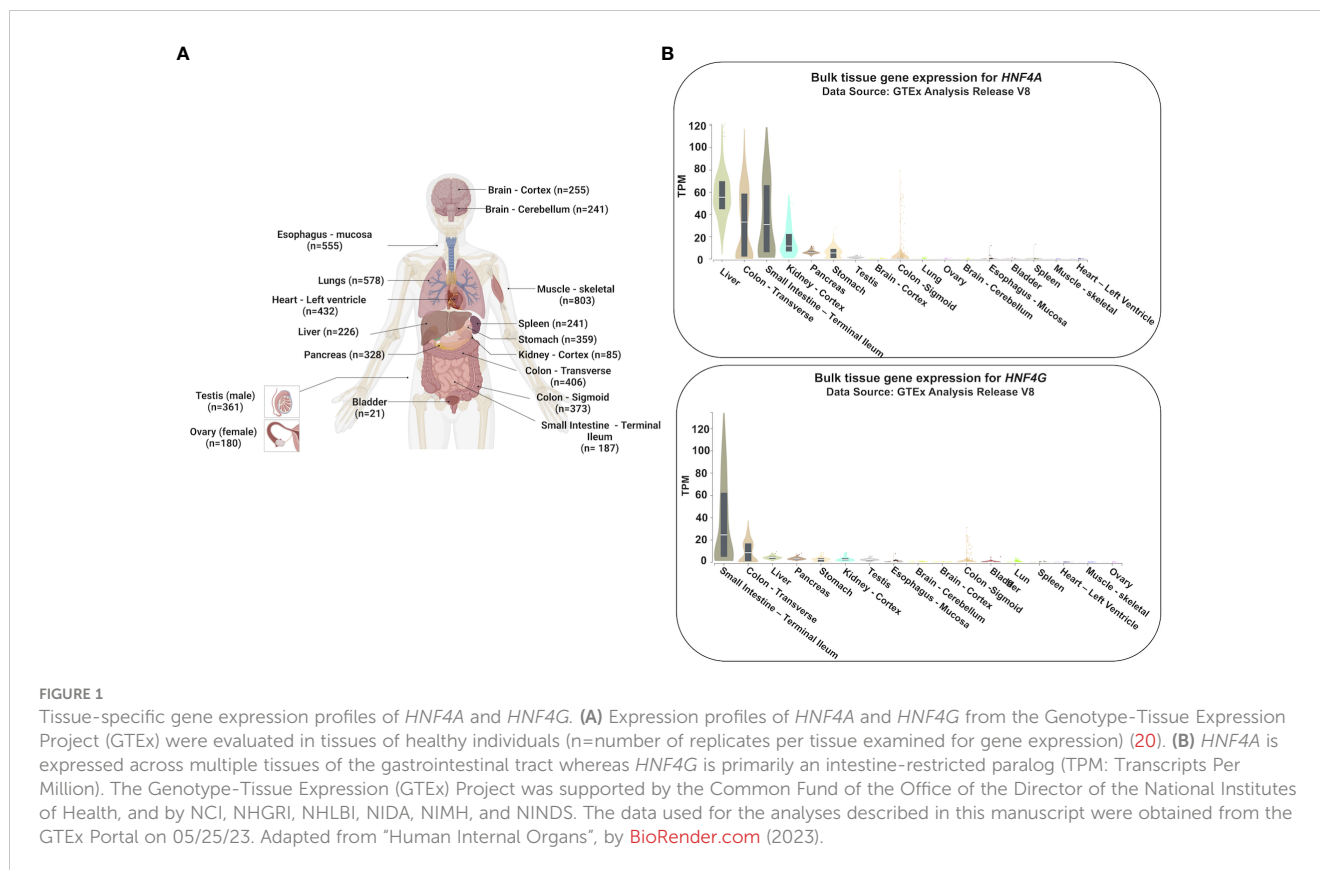 A
Brain - Cortex (n=255)
Brain - Cerebellum (n=241)
Esophagus - mucosa
(n=555)
Lungs (n=578)
Muscle - skeletal
(n=803)
Heart - Left ventricle
(n=432)
Spleen (n=241)
Liver (n=226)
Stomach (n=359)
Pancreas (n=328)
Kidney - Cortex (n=85)
Colon - Transverse
(n=406)
Testis (male)
(n=361)
Bladder
(n=21)
Colon - Sigmoid
(n=373)
Ovary (female)
(n=180)
Small Intestine - Terminal
Ileum
(n= 187)
B
Bulk tissue gene expression for HNF4A
Data Source: GTEx Analysis Release V8
TPM
120
100
80
60
40
20
0
Liver
Colon - Transverse
Small Intestine – Terminal Ileum
Kidney - Cortex
Pancreas
Stomach
Testis
Brain - Cortex
Colon -Sigmoid
Lung
Ovary
Brain - Cerebellum
Esophagus - Mucosa
Bladder
Spleen
Muscle - skeletal
Heart – Left Ventricle
Bulk tissue gene expression for HNF4G
Data Source: GTEx Analysis Release V8
TPM
120
100
80
60
40
20
0
Small Intestine – Terminal Ileum
Colon - Transverse
Liver
Pancreas
Stomach
Kidney - Cortex
Testis
Esophagus - Mucosa
Brain - Cerebellum
Brain - Cortex
Colon -Sigmoid
Bladder
Lun
Spleen
Heart – Left Ventricle
Muscle - skeletal
Ovary
FIGURE 1
Tissue-specific gene expression profiles of HNF4A and HNF4G. (A) Expression profiles of HNF4A and HNF4G from the Genotype-Tissue Expression
Project (GTEx) were evaluated in tissues of healthy individuals (n=number of replicates per tissue examined for gene expression) (20). (B) HNF4A is
expressed across multiple tissues of the gastrointestinal tract whereas HNF4G is primarily an intestine-restricted paralog (TPM: Transcripts Per
Million). The Genotype-Tissue Expression (GTEx) Project was supported by the Common Fund of the Office of the Director of the National Institutes
of Health, and by NCI, NHGRI, NHLBI, NIDA, NIMH, and NINDS. The data used for the analyses described in this manuscript were obtained from the
GTEx Portal on 05/25/23. Adapted from "Human Internal Organs", by BioRender.com (2023).